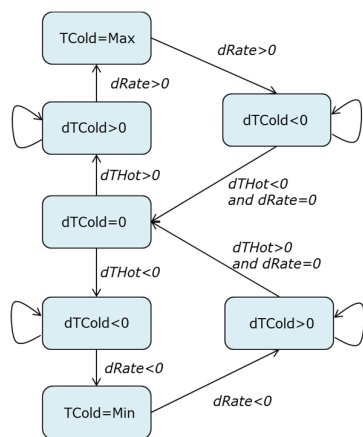 TCold=Max
dRate>0
dRate>0
dTCold>0
dTCold<0
dTHot>0
dTHot<0
and dRate=0
dTCold=0
dTHot>0
and dRate=0
dTHot<0
dTCold<0
dTCold>0
dRate<0
dRate<0
TCold=Min